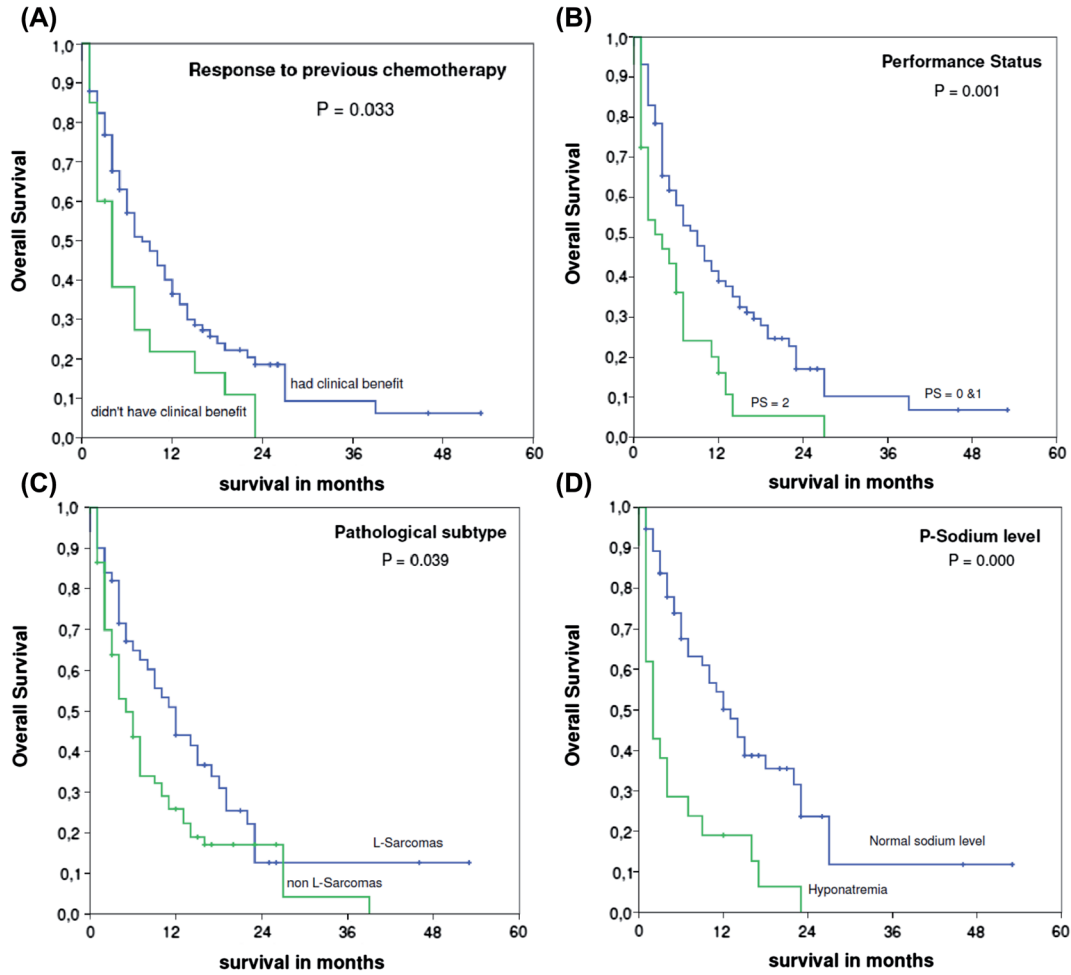 (A)
Response to previous chemotherapy
P = 0.033
1,0
0,9
0,8
0,7
0,6
0,5
0,4
0,3
0,2
0,1
0,0
Overall Survival
had clinical benefit
didn't have clinical benefit
0 12 24 36 48 60
survival in months
(B)
Performance Status
P = 0.001
1,0
0,9
0,8
0,7
0,6
0,5
0,4
0,3
0,2
0,1
0,0
Overall Survival
PS = 2
PS = 0 &1
0 12 24 36 48 60
survival in months
(C)
Pathological subtype
P = 0.039
1,0
0,9
0,8
0,7
0,6
0,5
0,4
0,3
0,2
0,1
0,0
Overall Survival
L-Sarcomas
non L-Sarcomas
0 12 24 36 48 60
survival in months
(D)
P-Sodium level
P = 0.000
1,0
0,9
0,8
0,7
0,6
0,5
0,4
0,3
0,2
0,1
0,0
Overall Survival
Normal sodium level
Hyponatremia
0 12 24 36 48 60
survival in months